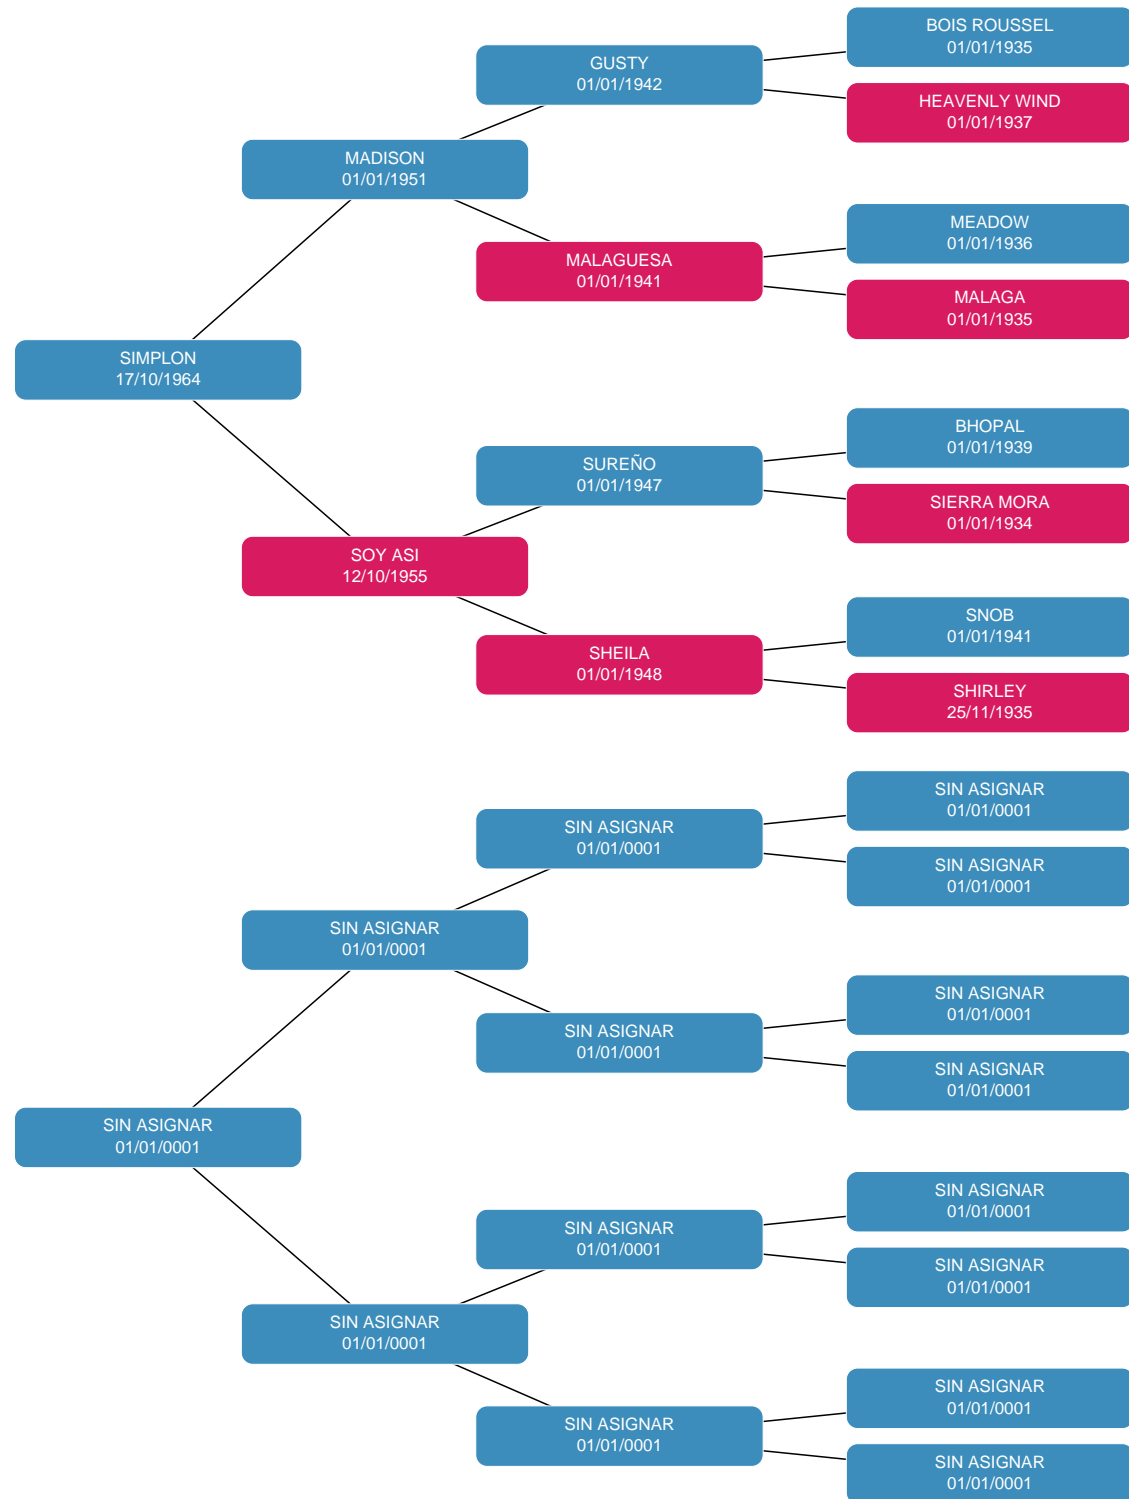 BOIS ROUSSEL
01/01/1935
GUSTY
01/01/1942
HEAVENLY WIND
01/01/1937
MADISON
01/01/1951
MEADOW
01/01/1936
MALAGUESA
01/01/1941
MALAGA
01/01/1935
SIMPLON
17/10/1964
BHOPAL
01/01/1939
SUREÑO
01/01/1947
SIERRA MORA
01/01/1934
SOY ASI
12/10/1955
SNOB
01/01/1941
SHEILA
01/01/1948
SHIRLEY
25/11/1935
SIN ASIGNAR
01/01/0001
SIN ASIGNAR
01/01/0001
SIN ASIGNAR
01/01/0001
SIN ASIGNAR
01/01/0001
SIN ASIGNAR
01/01/0001
SIN ASIGNAR
01/01/0001
SIN ASIGNAR
01/01/0001
SIN ASIGNAR
01/01/0001
SIN ASIGNAR
01/01/0001
SIN ASIGNAR
01/01/0001
SIN ASIGNAR
01/01/0001
SIN ASIGNAR
01/01/0001
SIN ASIGNAR
01/01/0001
SIN ASIGNAR
01/01/0001
SIN ASIGNAR
01/01/0001